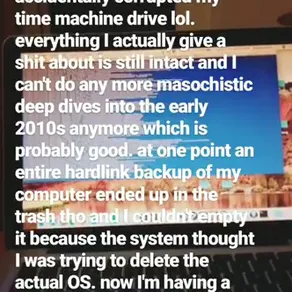 accidentally corrupted my
time machine drive lol.
everything I actually give a
shit about is still intact and I
can't do any more masochistic
deep dives into the early
2010s anymore which is
probably good. at one point an
entire hardlink backup of my
computer ended up in the
trash tho and I couldn't empty
it because the system thought
I was trying to delete the
actual OS. now I'm having a